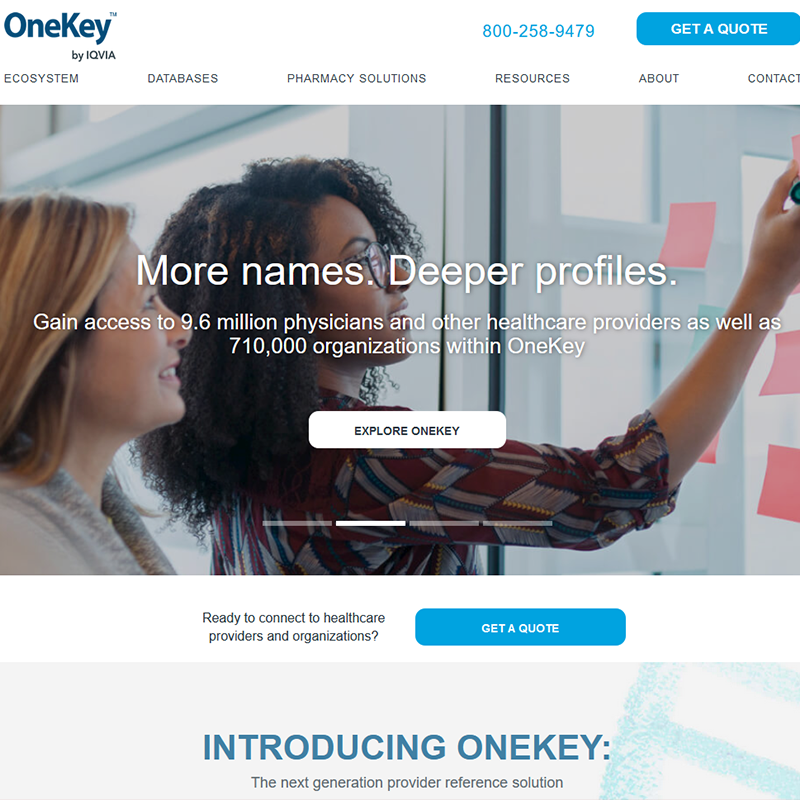 OneKey™
by IQVIA
800-258-9479
GET A QUOTE
ECOSYSTEM
DATABASES
PHARMACY SOLUTIONS
RESOURCES
ABOUT
CONTACT
More names. Deeper profiles.
Gain access to 9.6 million physicians and other healthcare providers as well as
710,000 organizations within OneKey
EXPLORE ONEKEY
Ready to connect to healthcare
providers and organizations?
GET A QUOTE
INTRODUCING ONEKEY:
The next generation provider reference solution